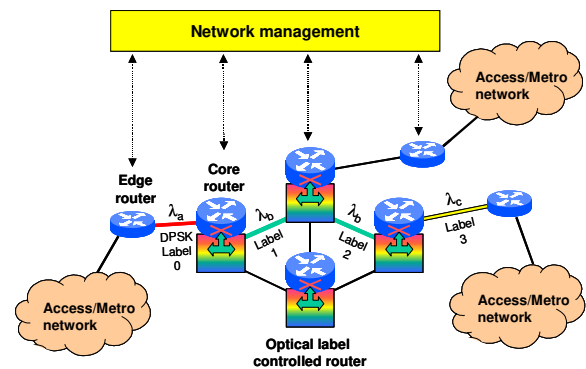 Network management
Access/Metro
network
Edge
router
Core
router
λa
λb
λb
λc
DPSK
Label
0
Label
1
Label
2
Label
3
Access/Metro
network
Access/Metro
network
Optical label
controlled router